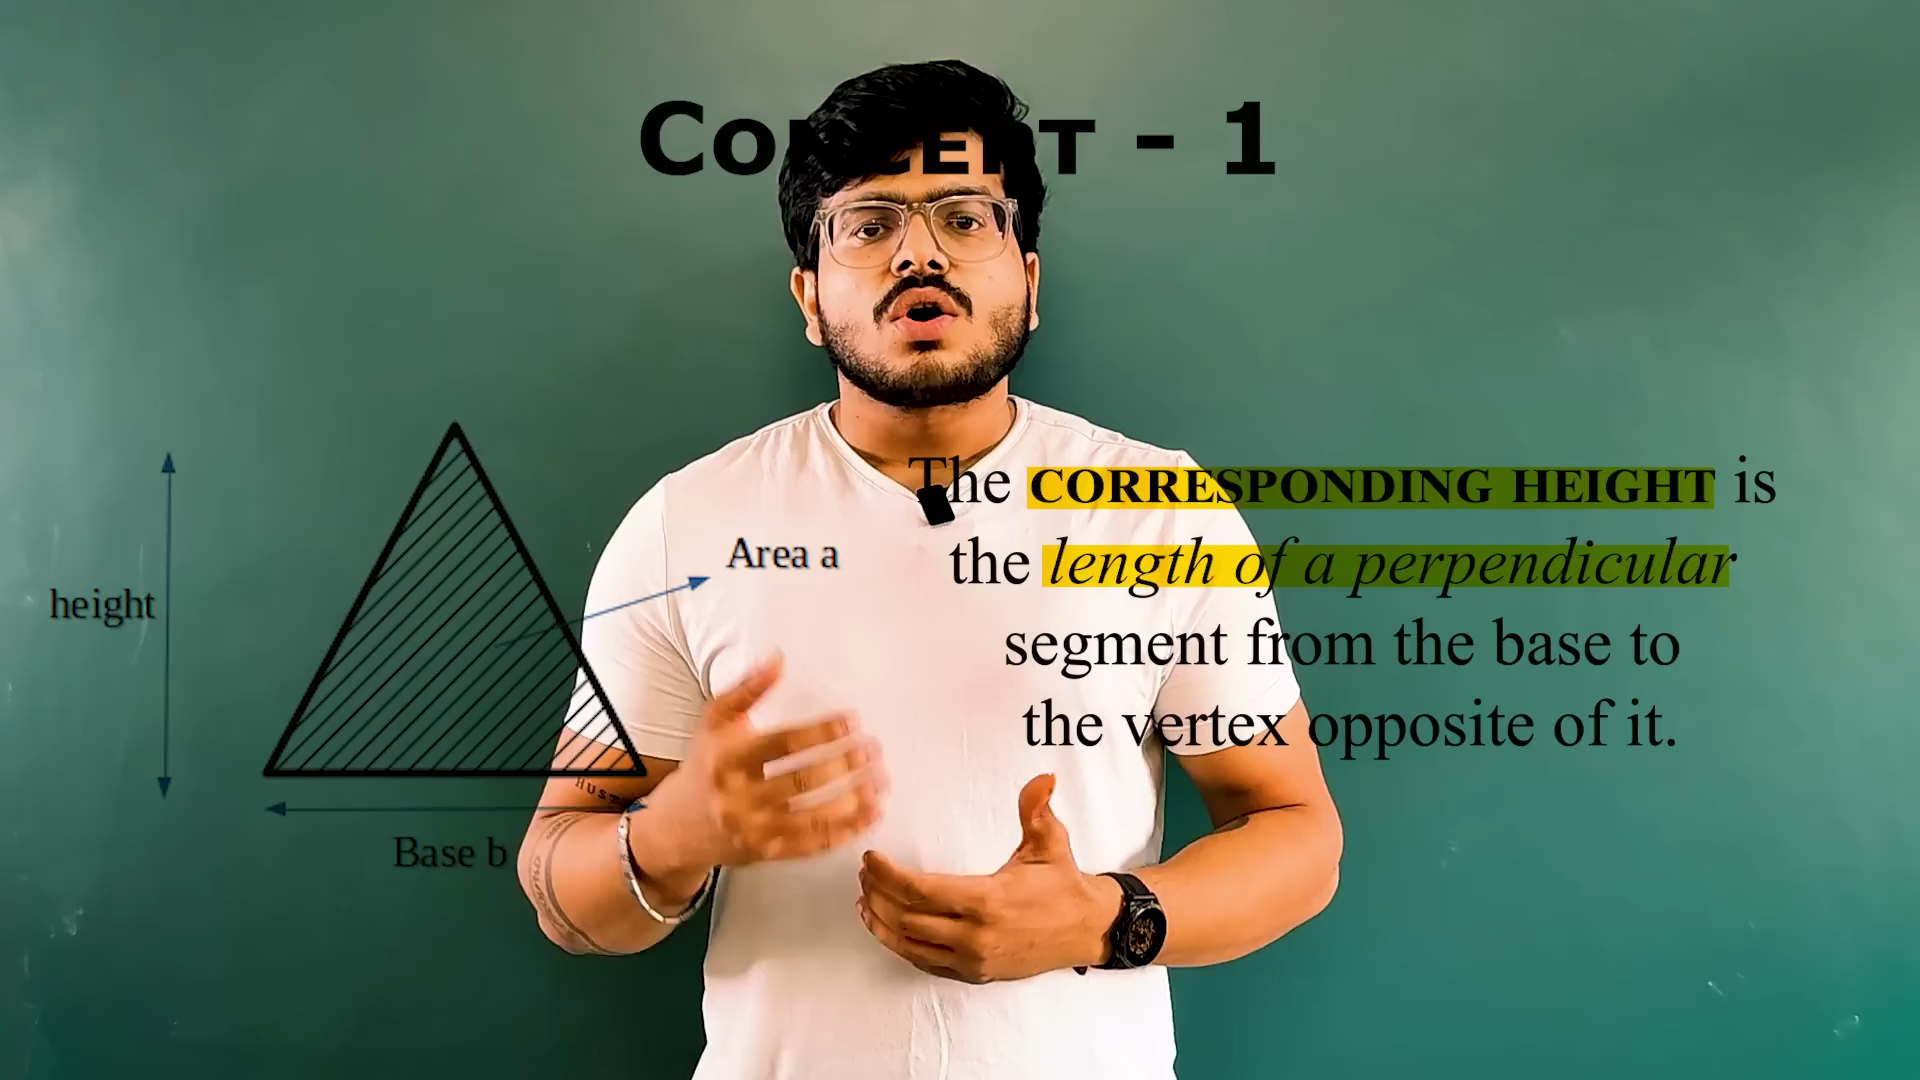 Concept - 1
The CORRESPONDING HEIGHT is
the length of a perpendicular
segment from the base to
the vertex opposite of it.
Area a
height
Base b